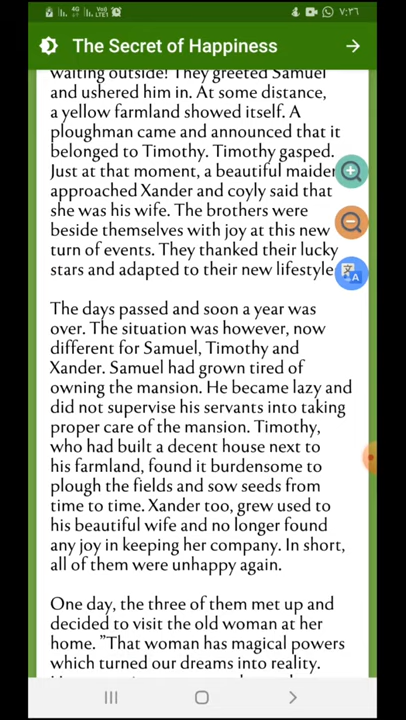 4G VoD LTE1 ٧:٢٦
The Secret of Happiness
waiting outside! They greeted Samuel
and ushered him in. At some distance,
a yellow farmland showed itself. A
ploughman came and announced that it
belonged to Timothy. Timothy gasped.
Just at that moment, a beautiful maiden
approached Xander and coyly said that
she was his wife. The brothers were
beside themselves with joy at this new
turn of events. They thanked their lucky
stars and adapted to their new lifestyle
The days passed and soon a year was
over. The situation was however, now
different for Samuel, Timothy and
Xander. Samuel had grown tired of
owning the mansion. He became lazy and
did not supervise his servants into taking
proper care of the mansion. Timothy,
who had built a decent house next to
his farmland, found it burdensome to
plough the fields and sow seeds from
time to time. Xander too, grew used to
his beautiful wife and no longer found
any joy in keeping her company. In short,
all of them were unhappy again.
One day, the three of them met up and
decided to visit the old woman at her
home. "That woman has magical powers
which turned our dreams into reality.